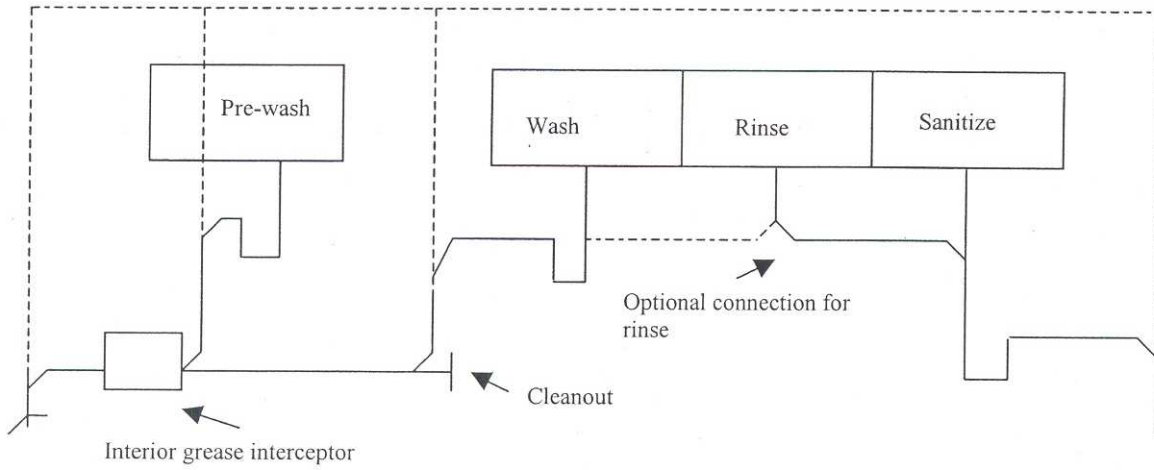 Pre-wash
Wash
Rinse
Sanitize
Optional connection for
rinse
Cleanout
Interior grease interceptor